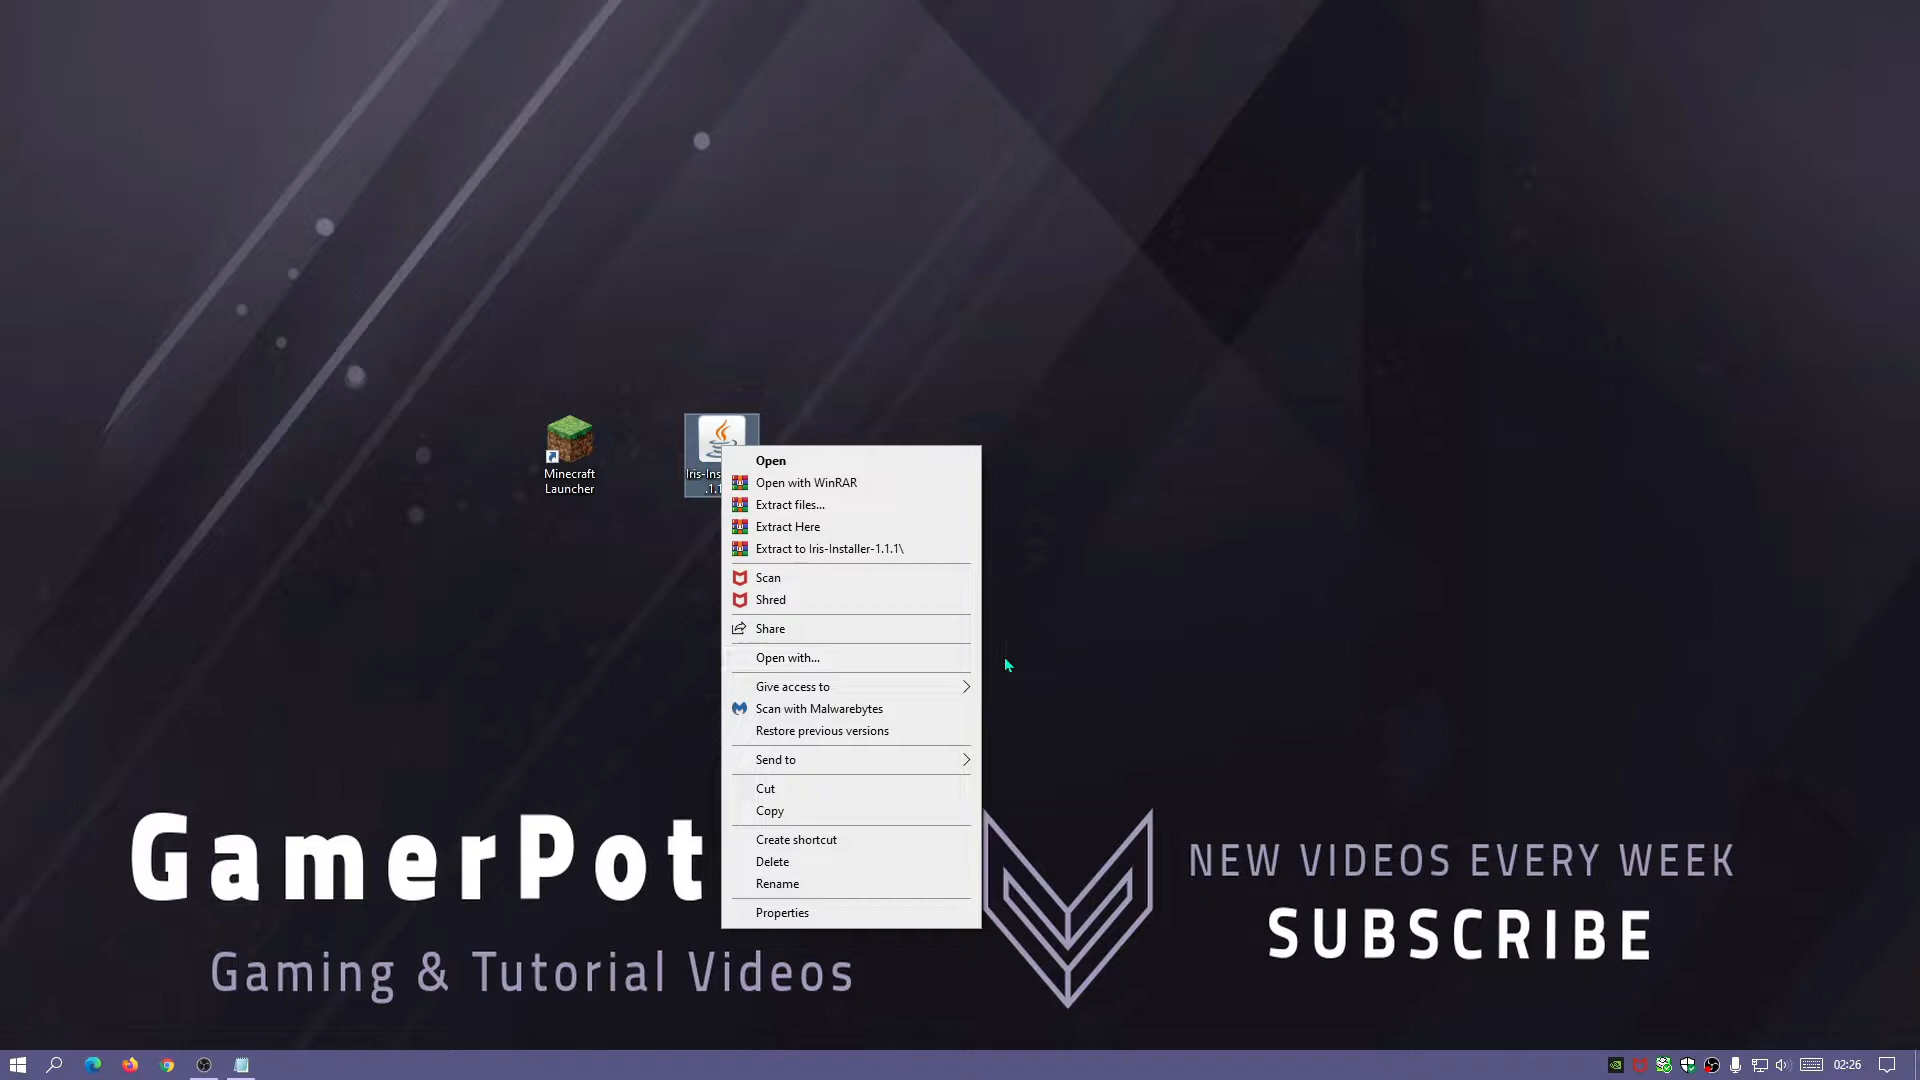 Minecraft
Launcher
Iris-Ins
.1.1
Open
Open with WinRAR
Extract files...
Extract Here
Extract to Iris-Installer-1.1.1\
Scan
Shred
Share
Open with...
Give access to
Scan with Malwarebytes
Restore previous versions
Send to
Cut
Copy
Create shortcut
Delete
Rename
Properties
GamerPot
Gaming & Tutorial Videos
NEW VIDEOS EVERY WEEK
SUBSCRIBE
02:26